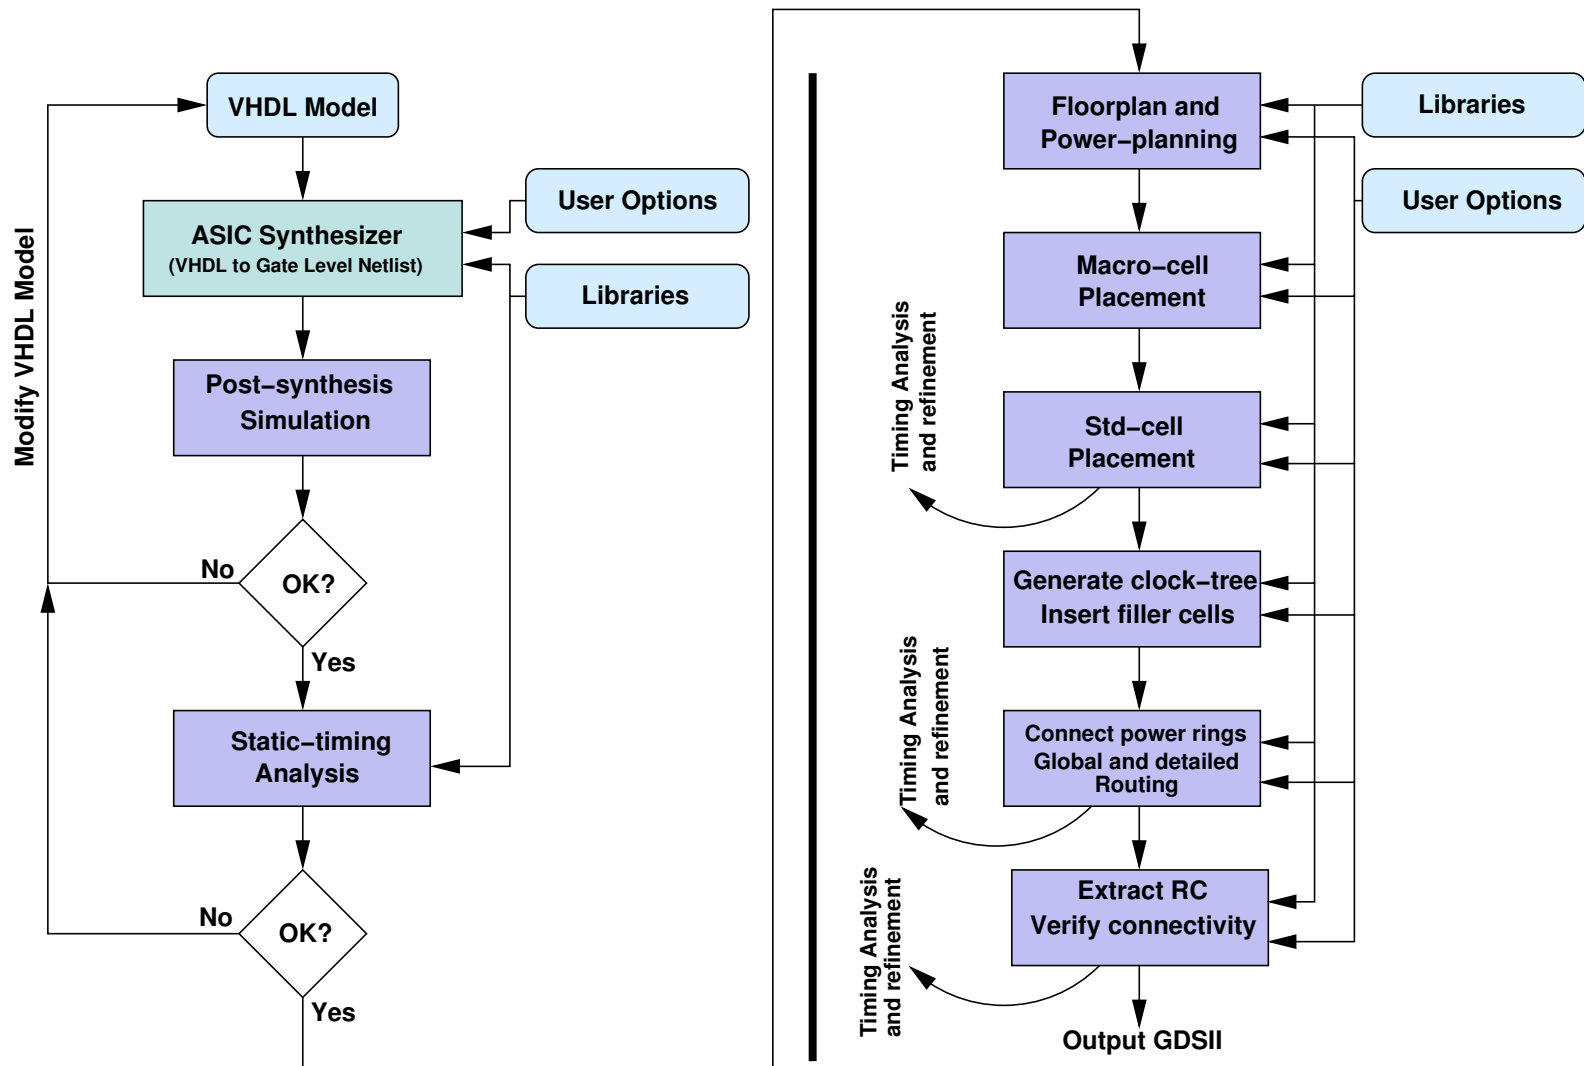 VHDL Model
User Options
ASIC Synthesizer
(VHDL to Gate Level Netlist)
Libraries
Modify VHDL Model
Post-synthesis
Simulation
No
OK?
Yes
Static-timing
Analysis
No
OK?
Yes
Floorplan and
Power-planning
Libraries
User Options
Macro-cell
Placement
Timing Analysis
and refinement
Std-cell
Placement
Generate clock-tree
Insert filler cells
Timing Analysis
and refinement
Connect power rings
Global and detailed
Routing
Timing Analysis
and refinement
Extract RC
Verify connectivity
Output GDSII